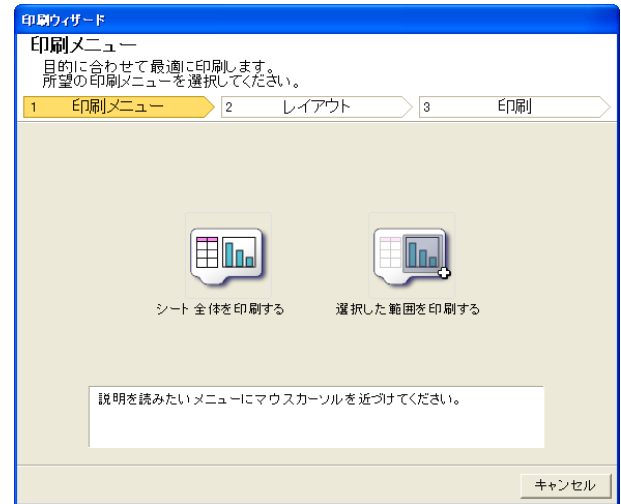 印刷ウィザード
印刷メニュー
目的に合わせて最適に印刷します。
所望の印刷メニューを選択してください。
1 印刷メニュー 2 レイアウト 3 印刷
シート全体を印刷する 選択した範囲を印刷する
説明を読みたいメニューにマウスカーソルを近づけてください。
キャンセル